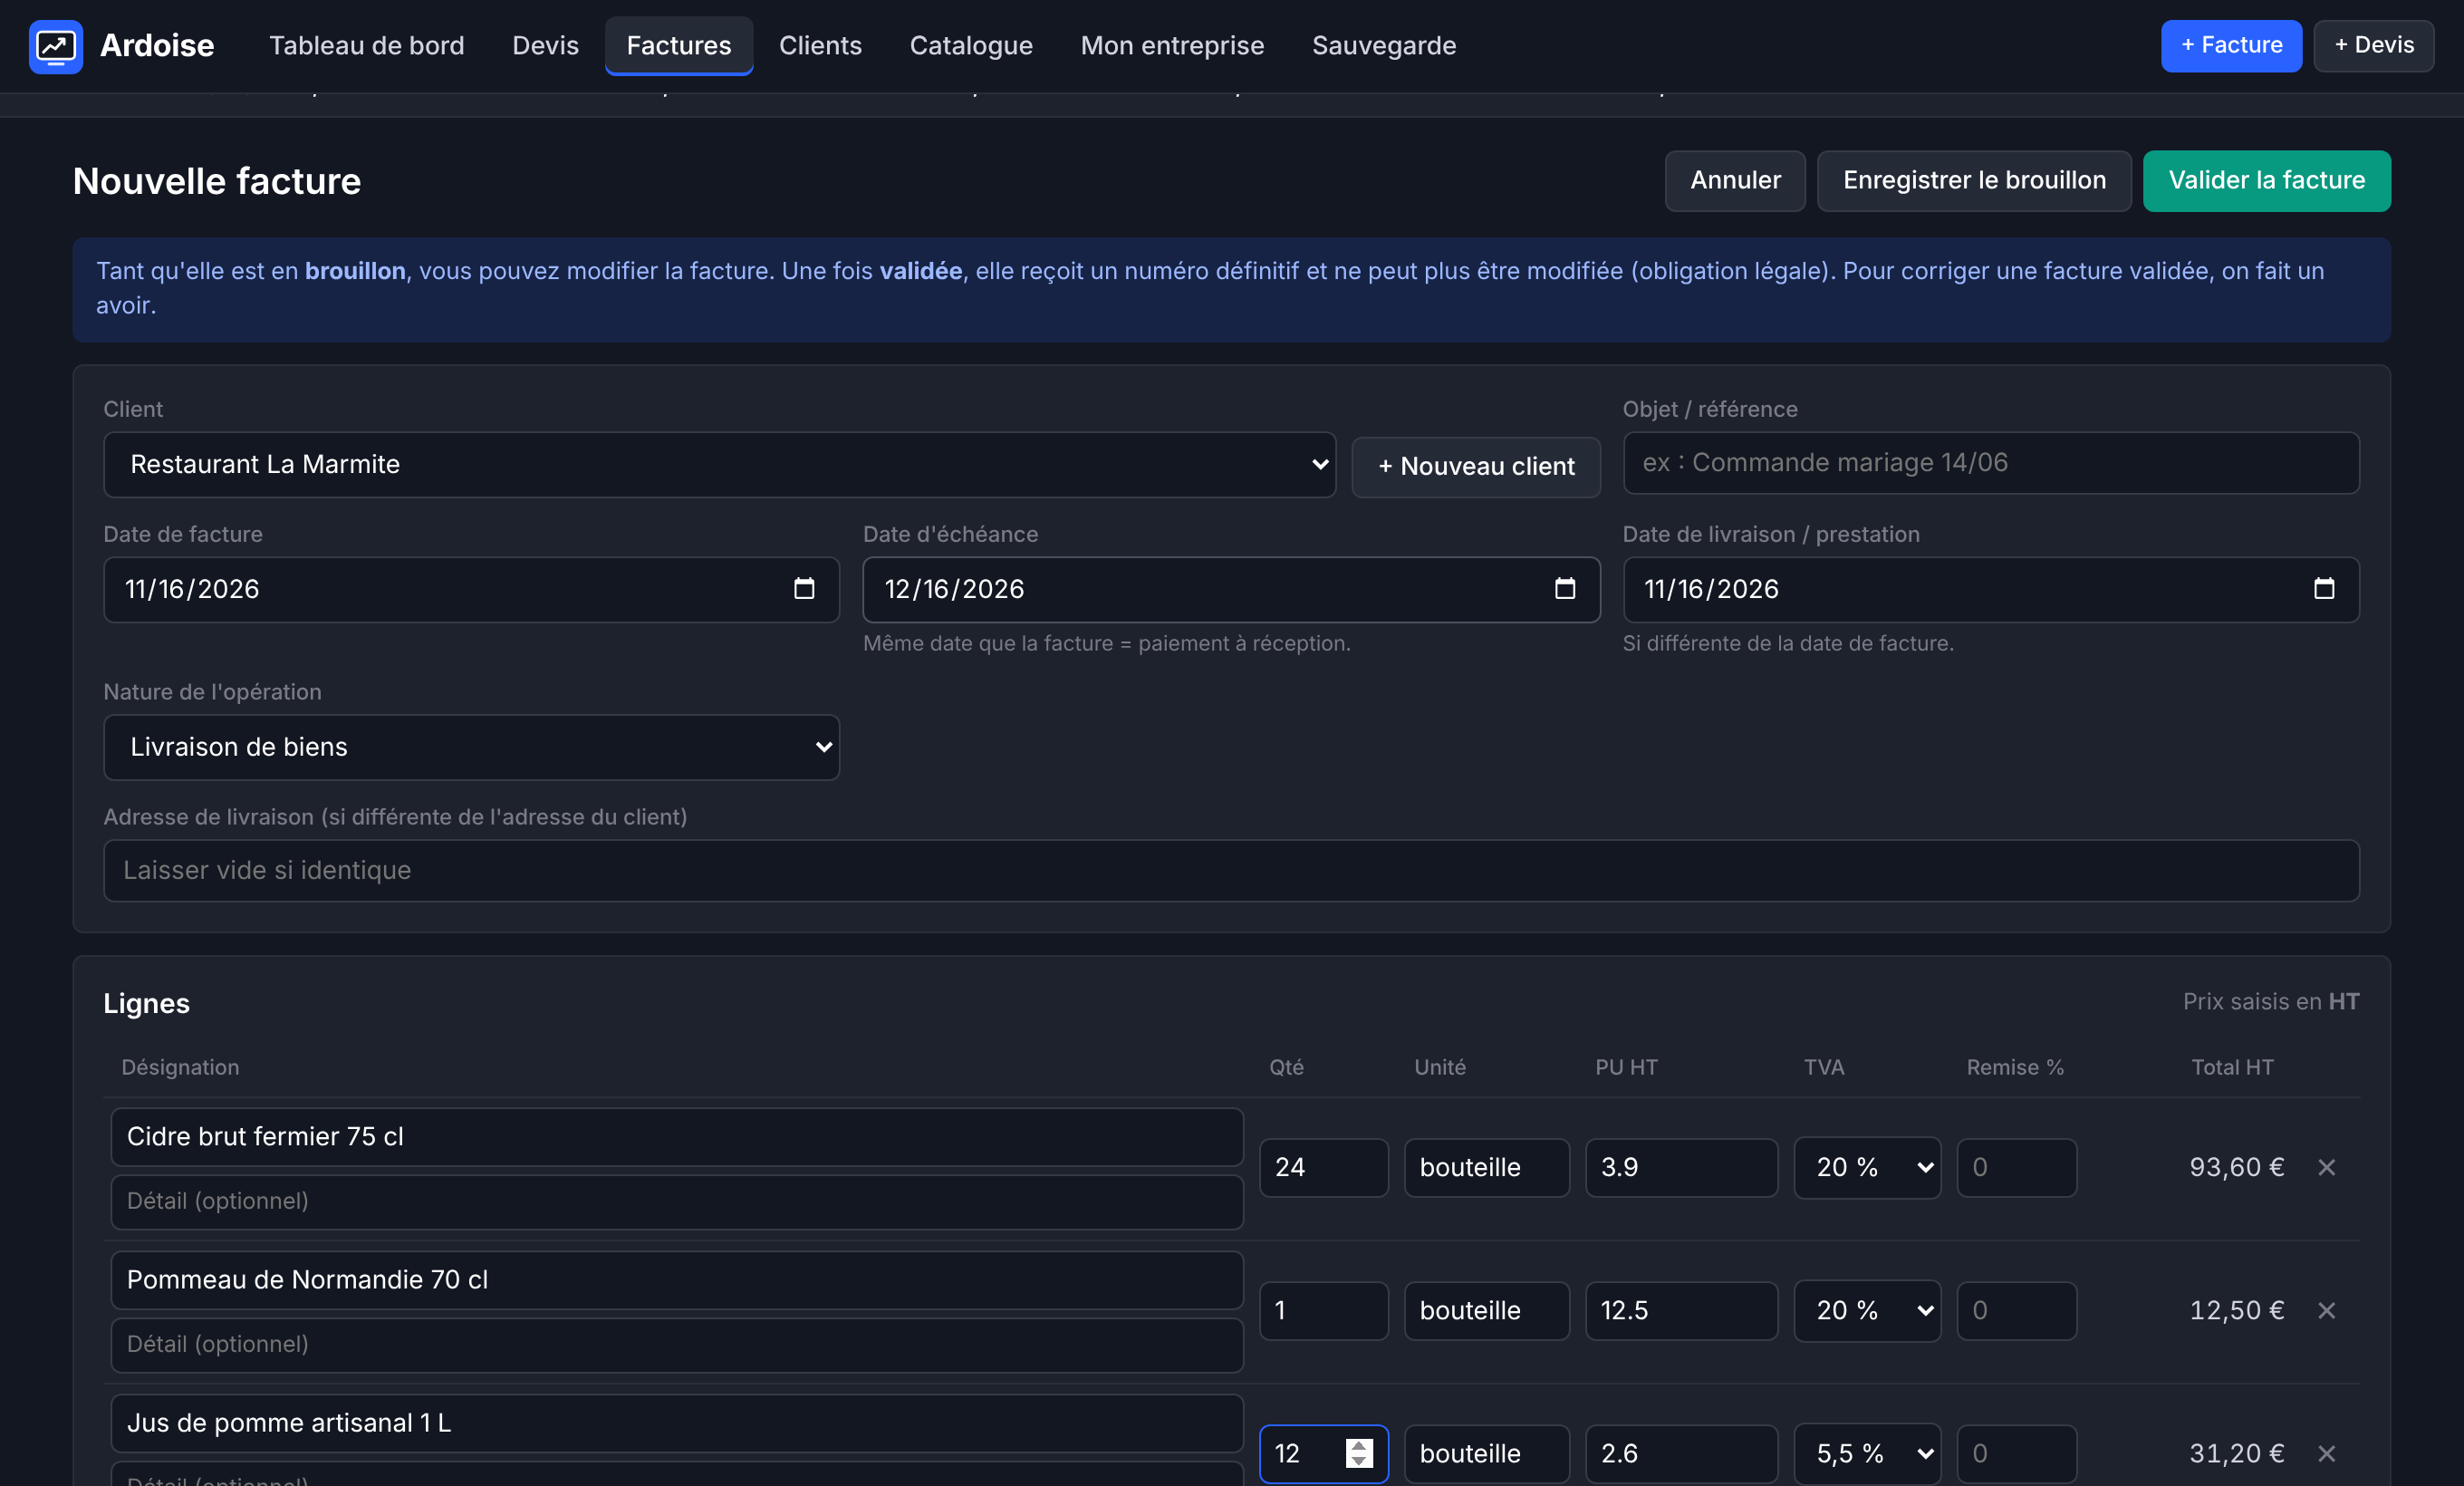 Ardoise
Tableau de bord
Devis
Factures
Clients
Catalogue
Mon entreprise
Sauvegarde
+ Facture
+ Devis
Nouvelle facture
Annuler
Enregistrer le brouillon
Valider la facture
Tant qu'elle est en brouillon, vous pouvez modifier la facture. Une fois validée, elle reçoit un numéro définitif et ne peut plus être modifiée (obligation légale). Pour corriger une facture validée, on fait un
avoir.
Client
Objet / référence
Restaurant La Marmite
+ Nouveau client
ex : Commande mariage 14/06
Date de facture
Date d'échéance
Date de livraison / prestation
11/16/2026
12/16/2026
11/16/2026
Même date que la facture = paiement à réception.
Si différente de la date de facture.
Nature de l'opération
Livraison de biens
Adresse de livraison (si différente de l'adresse du client)
Laisser vide si identique
Lignes
Prix saisis en HT
Désignation Qté Unité PU HT TVA Remise % Total HT
Cidre brut fermier 75 cl
24 bouteille 3.9 20 % 0 93,60 €
Détail (optionnel)
Pommeau de Normandie 70 cl
1 bouteille 12.5 20 % 0 12,50 €
Détail (optionnel)
Jus de pomme artisanal 1 L
12 bouteille 2.6 5,5 % 0 31,20 €
Détail (optionnel)